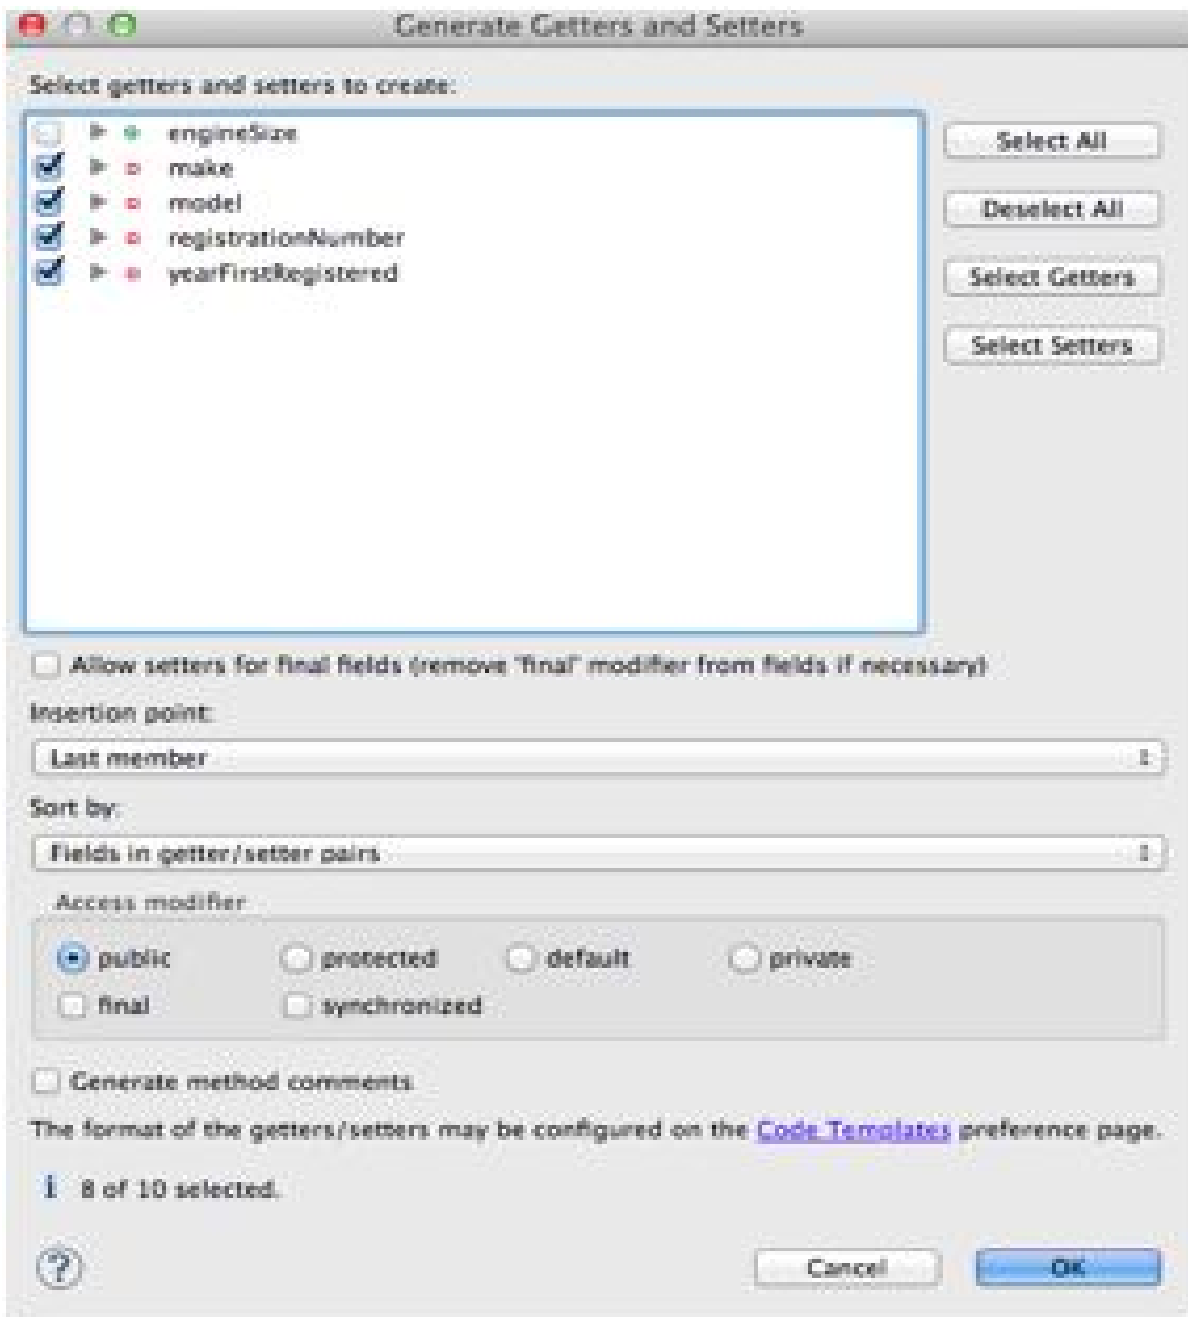 Generate Getters and Setters
Select getters and setters to create:
engineSize
make
model
registrationNumber
yearFirstRegistered
Select All
Deselect All
Select Getters
Select Setters
Allow setters for final fields (remove 'final' modifier from fields if necessary)
Insertion point:
Last member
Sort by:
Fields in getter/setter pairs
Access modifier
public protected default private
final synchronized
Generate method comments
The format of the getters/setters may be configured on the Code Templates preference page.
i 8 of 10 selected.
? Cancel OK